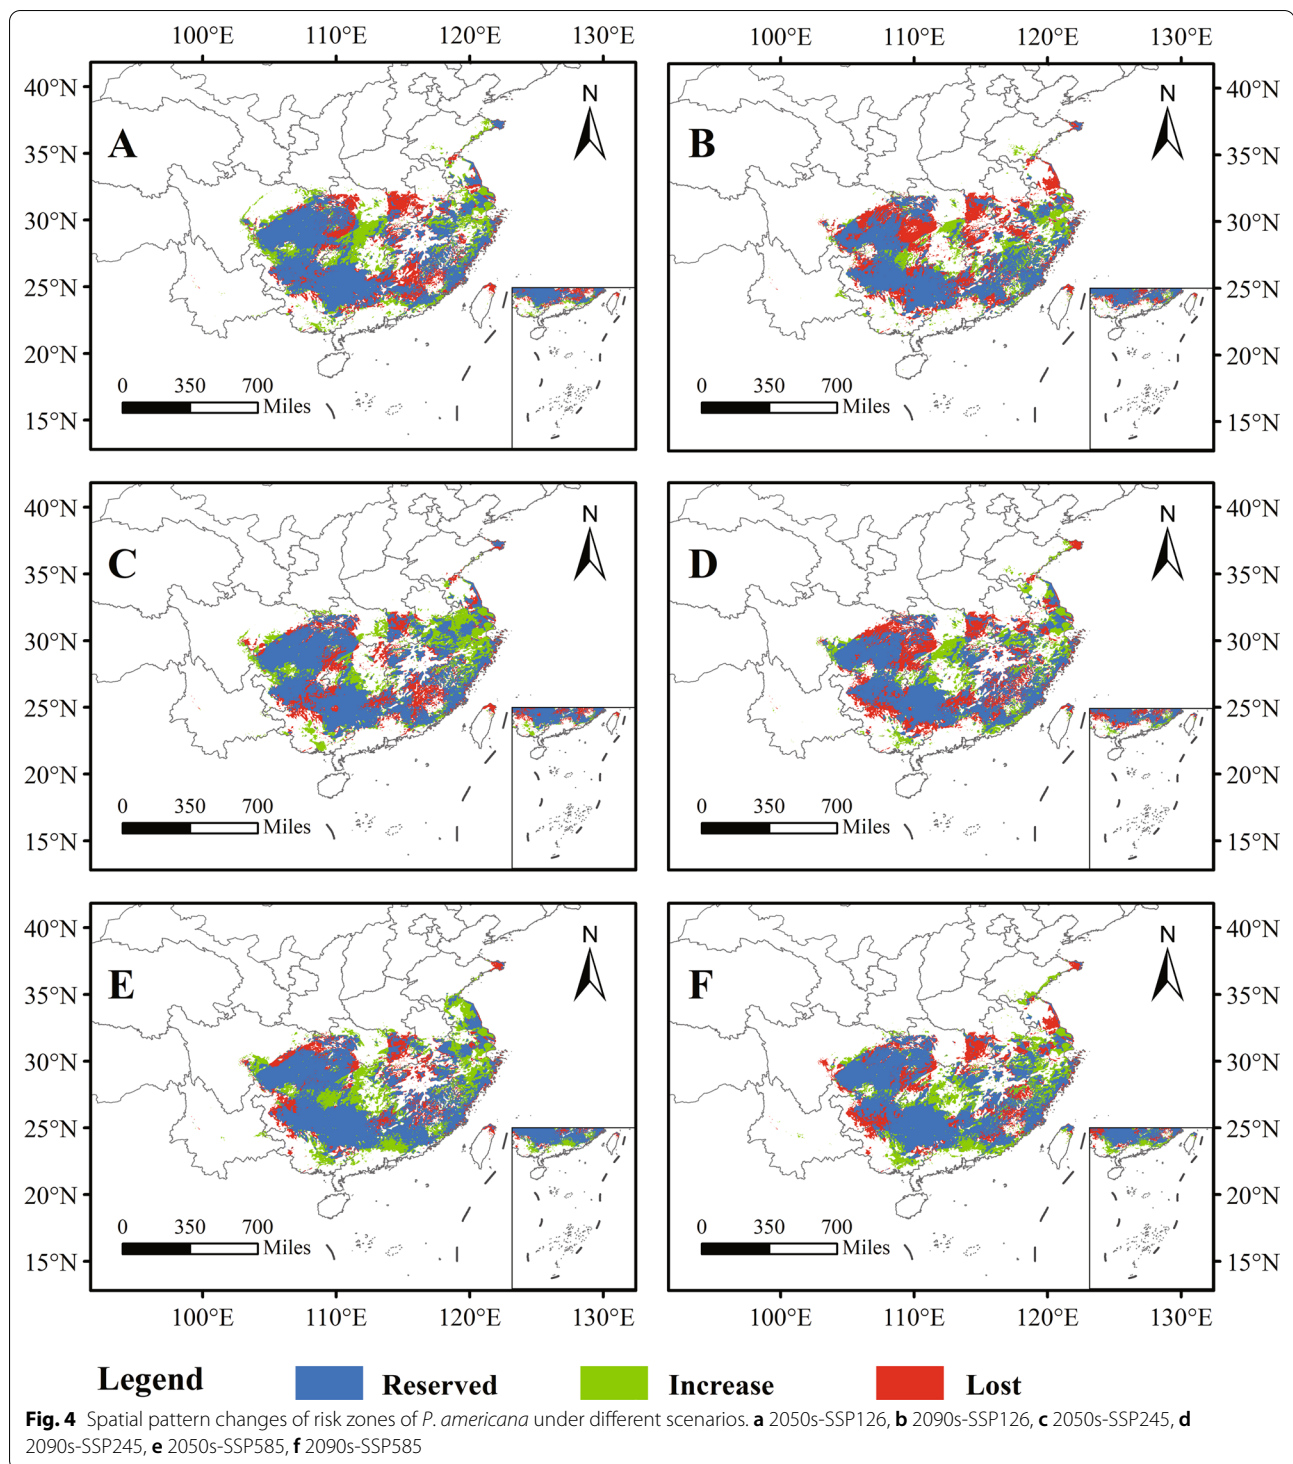 100°E 110°E 120°E 130°E 100°E 110°E 120°E 130°E
40°N
35°N
30°N
25°N
20°N
15°N
A
N
0 350 700
Miles
B
N
0 350 700
Miles
40°N
35°N
30°N
25°N
20°N
15°N
40°N
35°N
30°N
25°N
20°N
15°N
C
N
0 350 700
Miles
D
N
0 350 700
Miles
40°N
35°N
30°N
25°N
20°N
15°N
40°N
35°N
30°N
25°N
20°N
15°N
E
N
0 350 700
Miles
F
N
0 350 700
Miles
40°N
35°N
30°N
25°N
20°N
15°N
100°E 110°E 120°E 130°E 100°E 110°E 120°E 130°E
Legend Reserved Increase Lost
Fig. 4 Spatial pattern changes of risk zones of P. americana under different scenarios. a 2050s-SSP126, b 2090s-SSP126, c 2050s-SSP245, d
2090s-SSP245, e 2050s-SSP585, f 2090s-SSP585